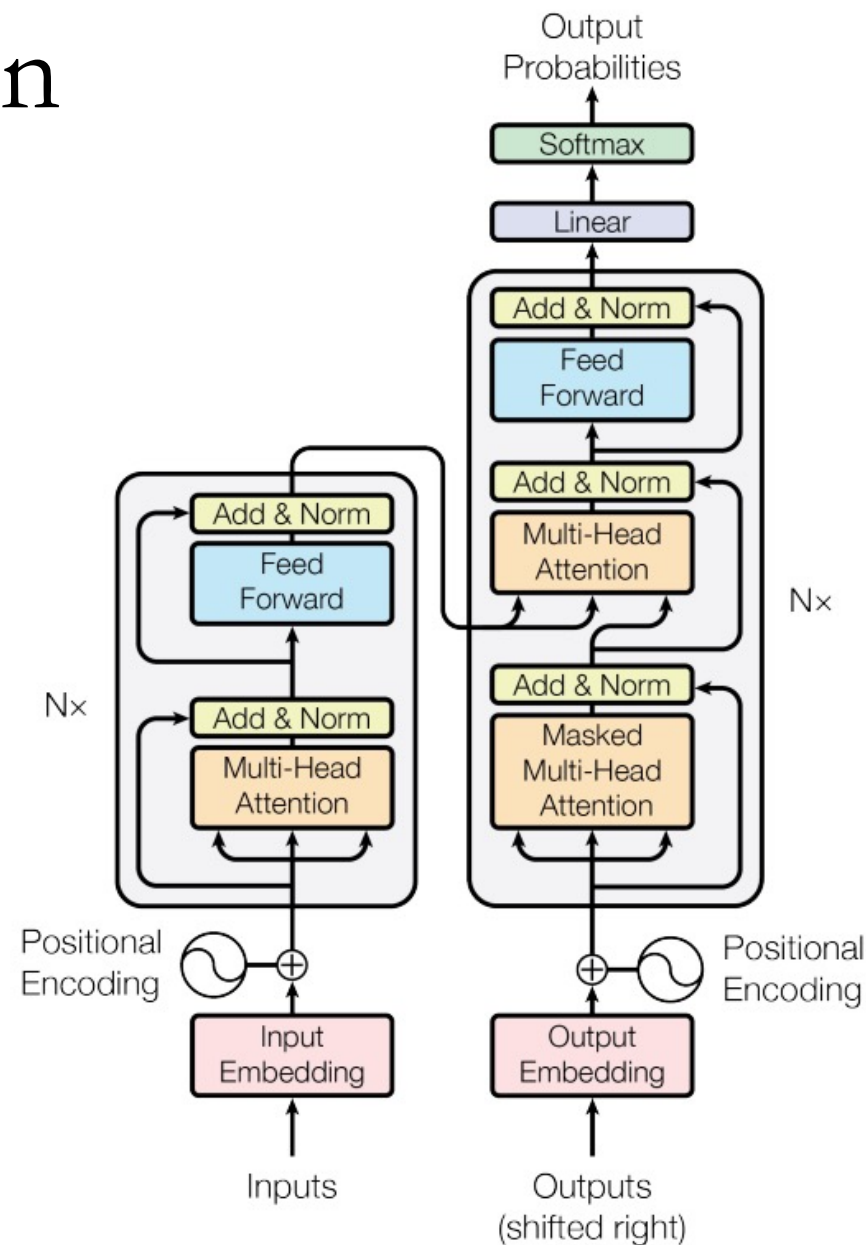 n
Output
Probabilities
Softmax
Linear
Add & Norm
Feed
Forward
Add & Norm
Multi-Head
Attention
Nx
Add & Norm
Masked
Multi-Head
Attention
Add & Norm
Feed
Forward
Nx
Add & Norm
Multi-Head
Attention
Positional
Encoding
Positional
Encoding
Input
Embedding
Output
Embedding
Inputs
Outputs
(shifted right)